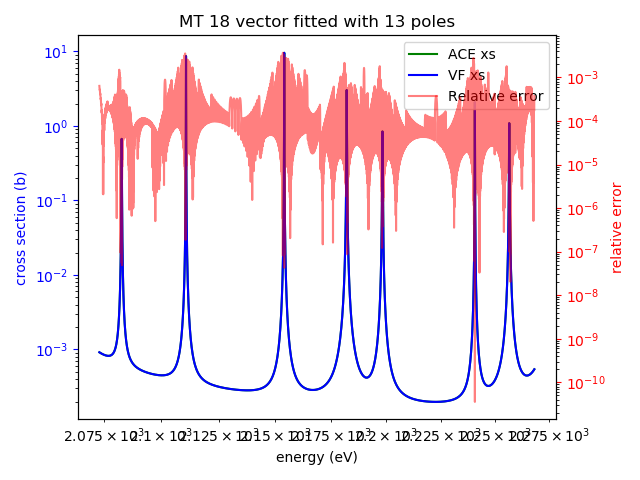 MT 18 vector fitted with 13 poles
ACE xs
VF xs
Relative error
10¹
10⁰
10⁻¹
10⁻²
10⁻³
cross section (b)
10⁻³
10⁻⁴
10⁻⁵
10⁻⁶
10⁻⁷
10⁻⁸
10⁻⁹
10⁻¹⁰
relative error
2.075 × 10³ 2.1 × 10³ 2.125 × 10³ 2.15 × 10³ 2.175 × 10³ 2.2 × 10³ 2.225 × 10³ 2.25 × 10³ 2.275 × 10³
energy (eV)